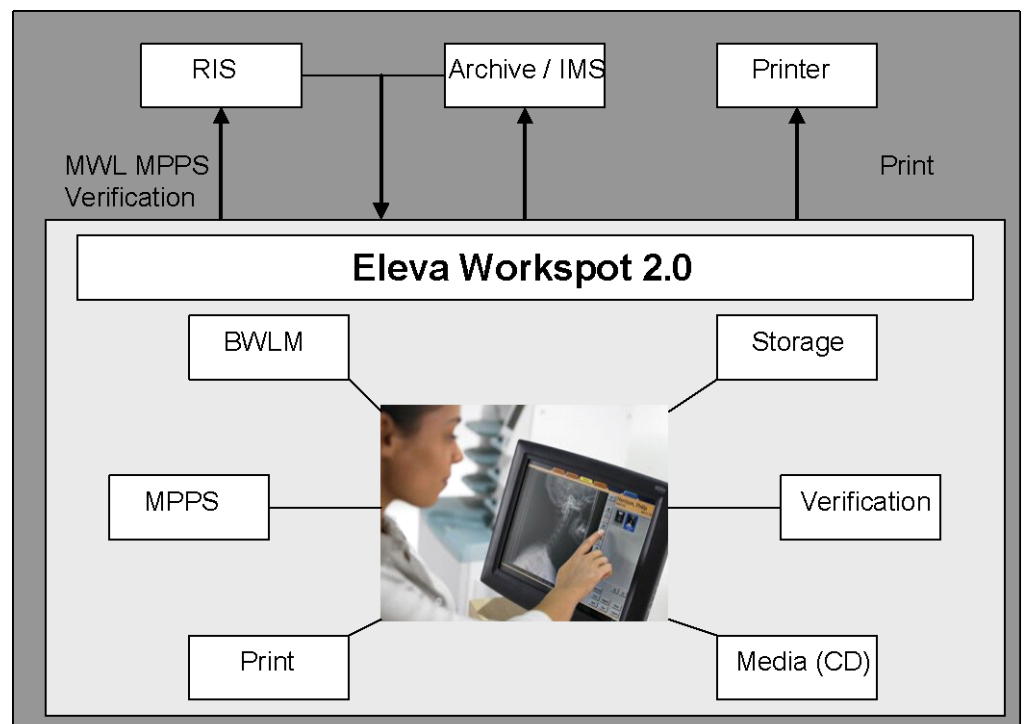 RIS
Archive / IMS
Printer
MWL MPPS
Verification
Print
Eleva Workspot 2.0
BWLM
Storage
MPPS
Verification
Print
Media (CD)